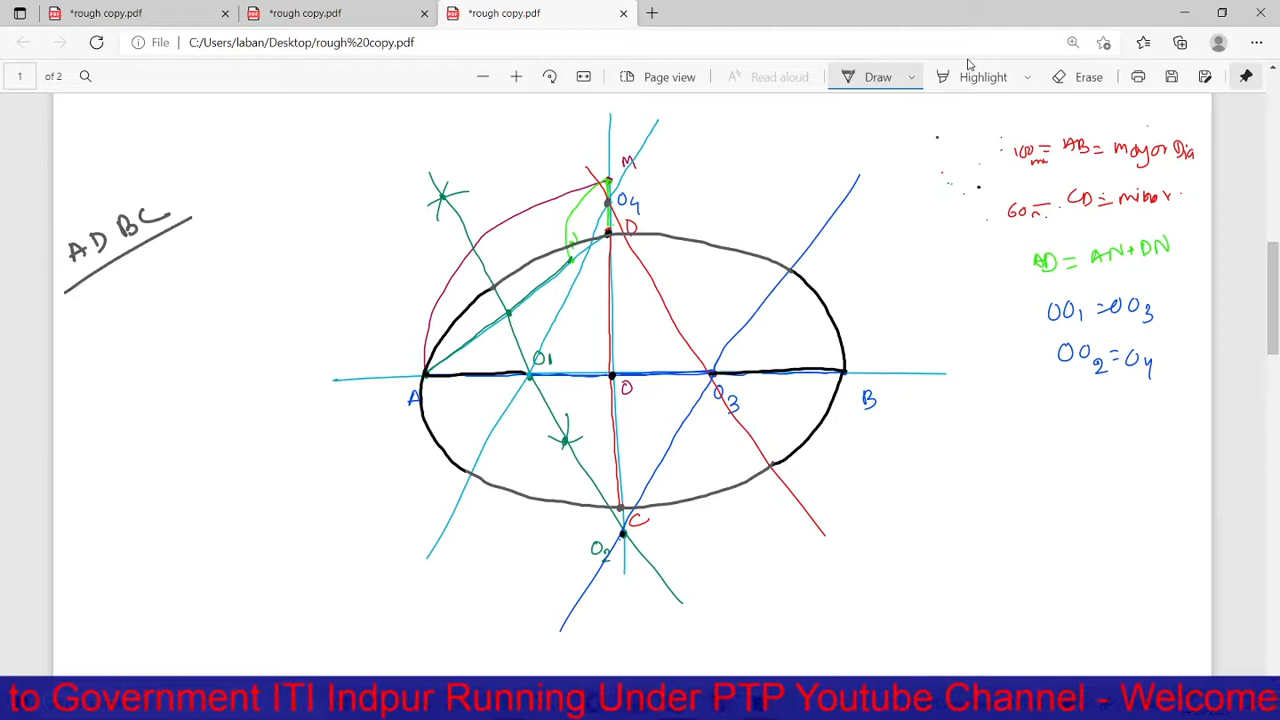 *rough copy.pdf
*rough copy.pdf
*rough copy.pdf
File
C:/Users/laban/Desktop/rough%20copy.pdf
1
of 2
Page view
Read aloud
Draw
Highlight
Erase
ADBC
M
O4
D
N
O1
A
O
O3
B
C
O2
100 = AB = major Dia
CD = minor
AD = AN+DN
OO1 = OO3
OO2 = O4
to Government ITI Indpur Running Under PTP Youtube Channel - Welcome